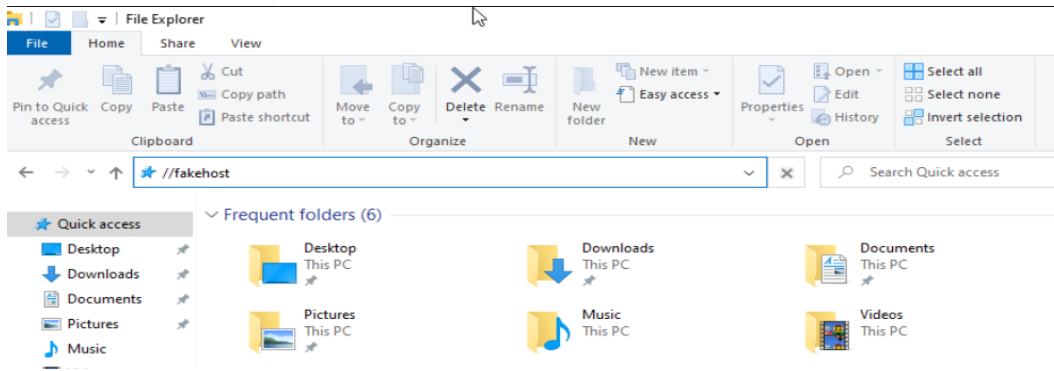 File Explorer
File Home Share View
Pin to Quick access
Copy
Paste
Cut
Copy path
Paste shortcut
Clipboard
Move to
Copy to
Delete
Rename
Organize
New folder
New item
Easy access
New
Properties
Open
Edit
History
Open
Select all
Select none
Invert selection
Select
//fakehost
Search Quick access
Quick access
Desktop
Downloads
Documents
Pictures
Music
Frequent folders (6)
Desktop
This PC
Downloads
This PC
Documents
This PC
Pictures
This PC
Music
This PC
Videos
This PC